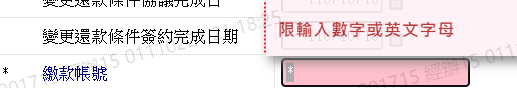 變更還款條件協議完成日
變更還款條件簽約完成日期
限輸入數字或英文字母
* 繳款帳號
*